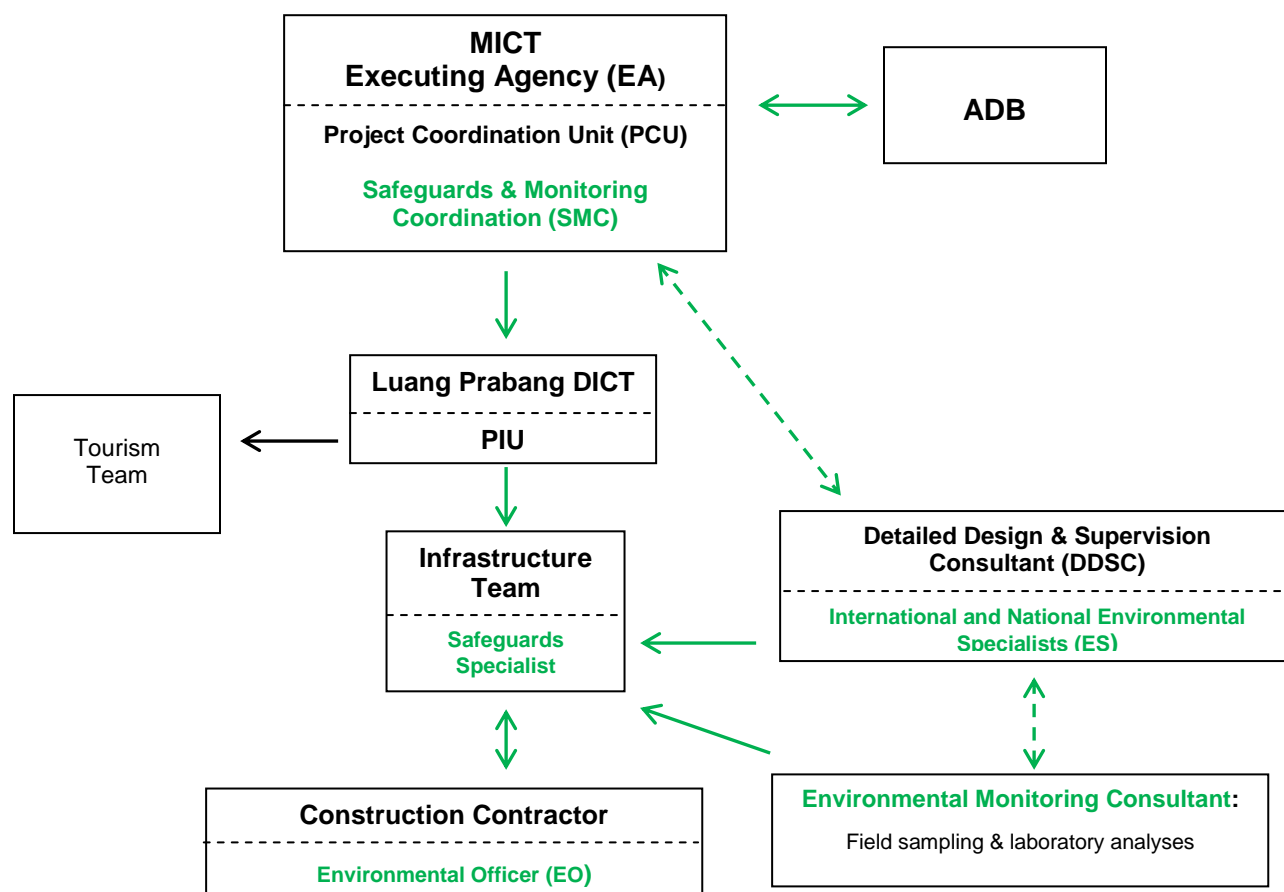 MICT
Executing Agency (EA)
Project Coordination Unit (PCU)
Safeguards & Monitoring
Coordination (SMC)
ADB
Luang Prabang DICT
PIU
Tourism
Team
Infrastructure
Team
Safeguards
Specialist
Detailed Design & Supervision
Consultant (DDSC)
International and National Environmental
Specialists (ES)
Construction Contractor
Environmental Officer (EO)
Environmental Monitoring Consultant:
Field sampling & laboratory analyses